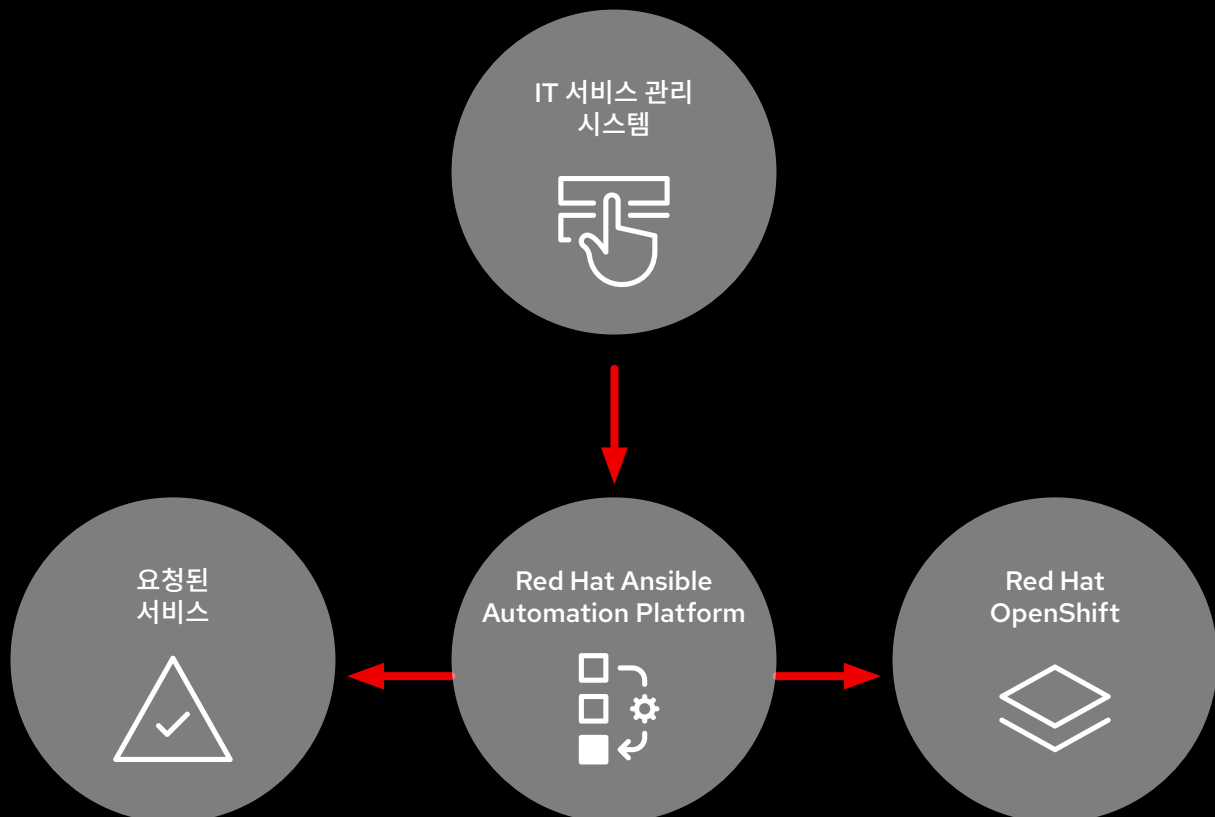 IT 서비스 관리
시스템
요청된
서비스
Red Hat Ansible
Automation Platform
Red Hat
OpenShift